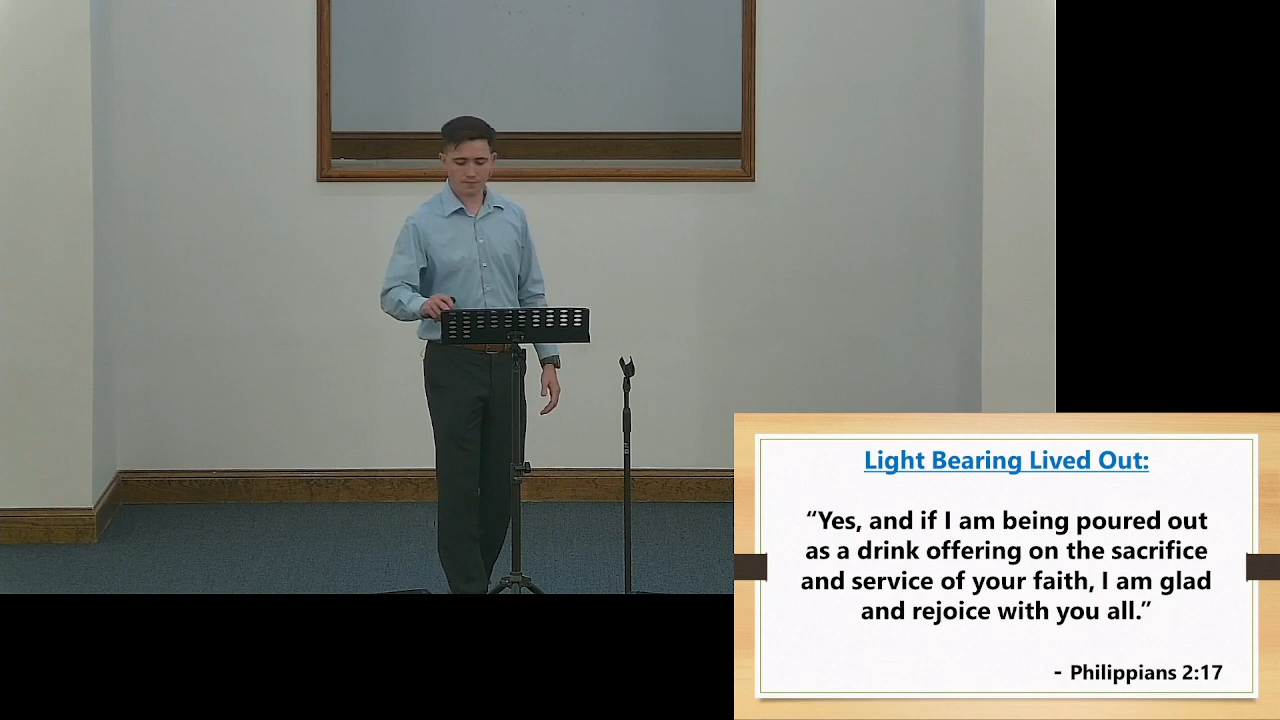 Light Bearing Lived Out:
“Yes, and if I am being poured out
as a drink offering on the sacrifice
and service of your faith, I am glad
and rejoice with you all.”
- Philippians 2:17